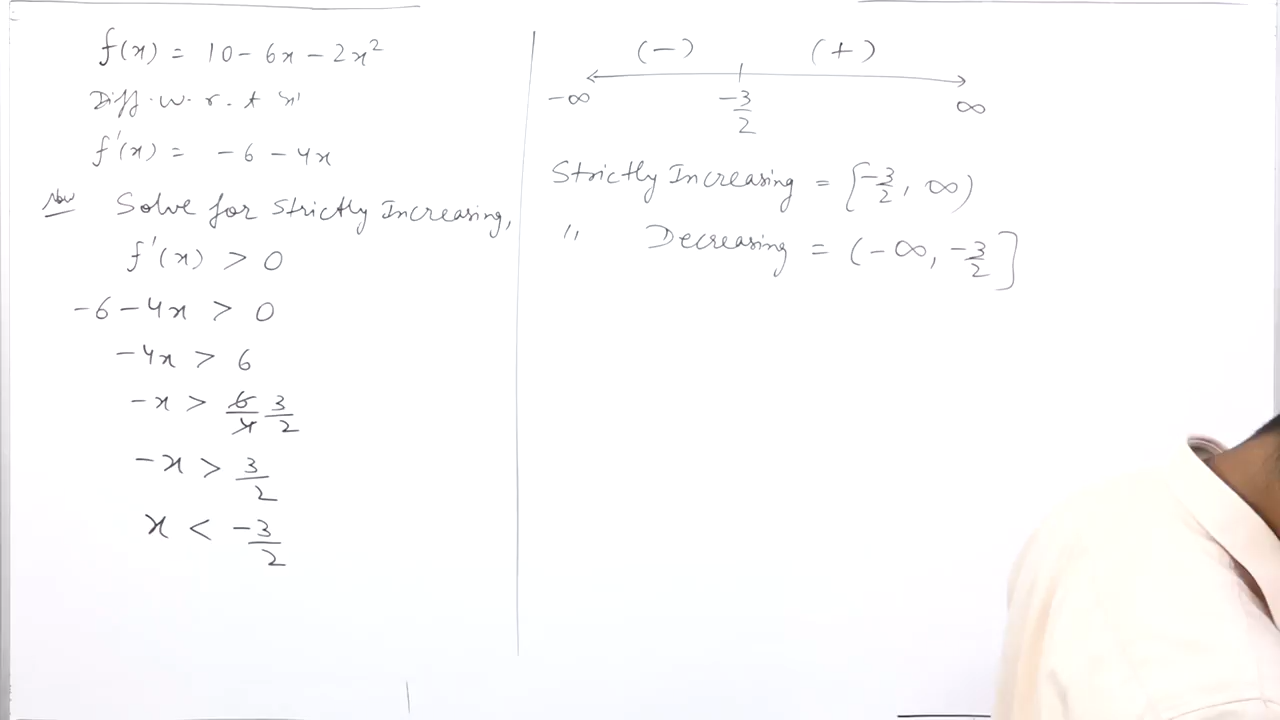 f(x) = 10 - 6x - 2x²
Diff. w. r. t 'x'
f'(x) = -6 - 4x
Now Solve for Strictly Increasing,
f'(x) > 0
-6 - 4x > 0
-4x > 6
-x > 6/4 3/2
-x > 3/2
x < -3/2
(-) (+)
-∞ -3/2 ∞
Strictly Increasing = [-3/2, ∞)
" Decreasing = (-∞, -3/2]